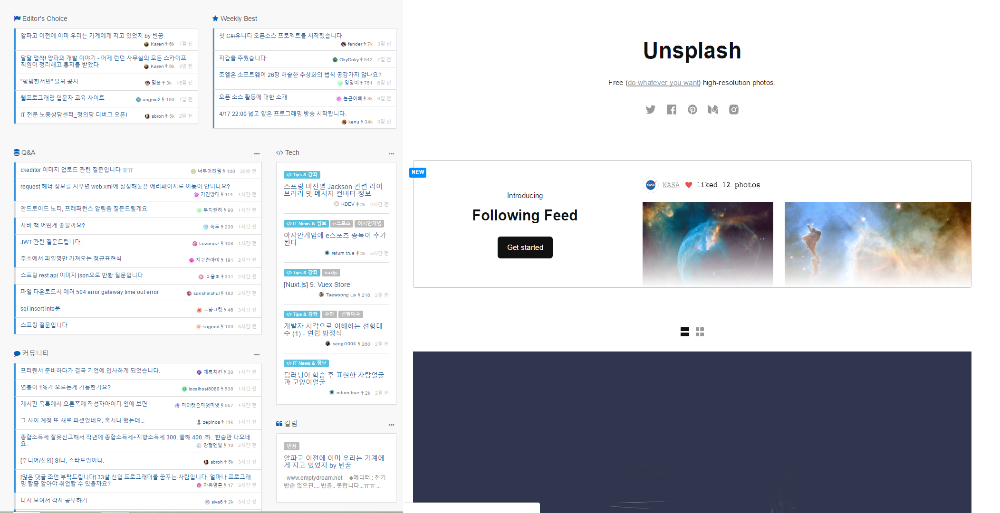 Editor's Choice
알파고 이전에 이미 우리는 기계에게 지고 있었지 by 빈꿈
Karen 6k 1일 전
달달 맵싹! 양파의 개발 이야기 - 어제 런던 사무실의 모든 스카이프
직원이 정리해고 통지를 받았다
Karen 6k 3일 전
"평범한서민" 탈퇴 공지
믿음 3k 15일 전
웹프로그래밍 입문자 교육 사이트
ungmo2 196 1달 전
IT 전문 노동상담센터_정의당 디버그 오픈!
sbroh 5k 2달 전
Weekly Best
첫 C#/유니티 오픈소스 프로젝트를 시작했습니다
fender 7k 3일 전
지갑을 주웠습니다
OkyDoky 542 7일 전
조엘온 소프트웨어 26장 허술한 추상화의 법칙 공감가지 않나요?
앙앙이 751 6일 전
오픈 소스 활동에 대한 소개
늙근아빠 3k 6일 전
4/17 22:00 넓고 얕은 프로그래밍 방송 시작합니다.
kenu 34k 3일 전
Q&A
ckeditor 이미지 업로드 관련 질문입니다 ㅠㅠ
너무어려웡 100 30분 전
request 헤더 정보를 지우면 web.xml에 설정해놓은 에러페이지로 이동이 안되나요?
거긴앙대 114 1시간 전
안드로이드 노티, 프레퍼런스 알림음 질문드릴게요
부지런히 90 1시간 전
자바 책 어떤게 좋을까요?
녹두 230 1시간 전
JWT 관련 질문드립니다..
Lazarus7 108 1시간 전
주소에서 파일명만 가져오는 정규표현식
지구촌아이 191 2시간 전
스프링 rest api 이미지 json으로 반환 질문입니다
ㅇ용ㅎ 311 2시간 전
파일 다운로드시 에러 504 error gateway time out error
sonshinchul 182 2시간 전
sql insert into문
그냥그럼 46 3시간 전
스프링 질문입니다.
sogood 100 3시간 전
커뮤니티
프리랜서 준비하다가 결국 기업에 입사하게 되었습니다.
계륵치킨 30 1시간 전
연봉이 1%가 오르는게 가능한가요?
localhost8080 538 1시간 전
게시판 목록에서 오른쪽에 작성자아이디 옆에 보면
미어캣은미엇미엇 657 1시간 전
그 사이 계정 또 새로 파셨었네요. 혹시나 했는데...
zepinos 11k 1시간 전
종합소득세 잘못신고해서 작년에 종합소득세+지방소득세 300, 올해 400..하.. 한숨만 나오네
요..
강철멘탈 10 2시간 전
[주니어/신입] SI냐, 스타트업이냐.
sbroh 5k 3시간 전
[많은 댓글 조언 부탁드립니다] 33살 신입 프로그래머를 꿈꾸는 사람입니다. 얼마나 프로그래
밍 할줄 알아야 취업할 수 있을까요?
자유영혼 17 3시간 전
다시 모여서 각자 공부하기
siva6 2k 3시간 전
Tech
Tips & 강좌
스프링 버전별 Jackson 관련 라이
브러리 및 메시지 컨버터 정보
KDEV 2k 2시간 전
IT News & 정보 e스포츠 아시안게임
아시안게임에 e스포츠 종목이 추가
된다.
return true 2k 5시간 전
Tips & 강좌 nuxtjs
[Nuxt.js] 9. Vuex Store
Taewoong La 216 2일 전
Tips & 강좌 수학 선형대수
개발자 시각으로 이해하는 선형대
수 (1) - 연립 방정식
seogi1004 260 2일 전
IT News & 정보
딥러닝이 학습 후 표현한 사람얼굴
과 고양이얼굴
return true 2k 2일 전
칼럼
빈꿈
알파고 이전에 이미 우리는 기계에
게 지고 있었지 by 빈꿈
www.emptydream.net ♣에디터 : 전기
밥솥 없으면.... 밥을.. 못합니다...ㅠㅠ ...
Unsplash
Free (do whatever you want) high-resolution photos.
NEW
Introducing
Following Feed
Get started
NASA
NASA liked 12 photos